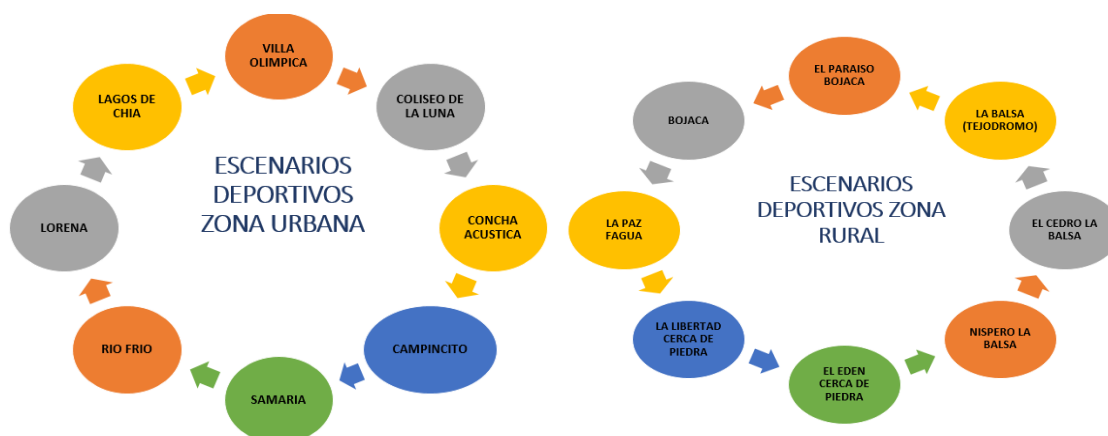 VILLA
OLIMPICA
COLISEO DE
LA LUNA
CONCHA
ACUSTICA
CAMPINCITO
SAMARIA
RIO FRIO
LORENA
LAGOS DE
CHIA
ESCENARIOS
DEPORTIVOS
ZONA URBANA
EL PARAISO
BOJACA
BOJACA
LA PAZ
FAGUA
LA LIBERTAD
CERCA DE
PIEDRA
EL EDEN
CERCA DE
PIEDRA
NISPERO LA
BALSA
EL CEDRO LA
BALSA
LA BALSA
(TEJODROMO)
ESCENARIOS
DEPORTIVOS ZONA
RURAL